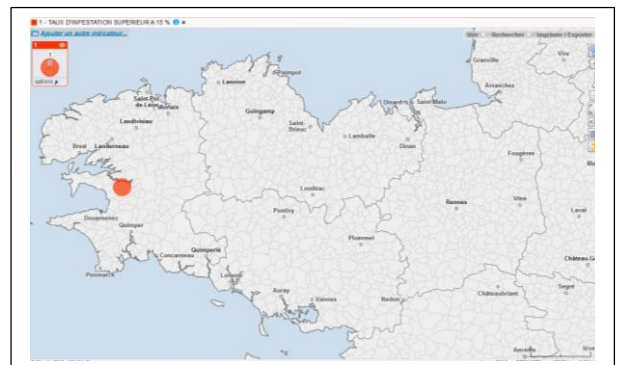 1 - TAUX D'INFESTATION SUPERIEUR A 15 %
Ajouter un autre indicateur...
Voir Rechercher Imprimer / Exporter
1
1
options
Paimpol
Lannion
Granville
Vire
Avranches
Saint-Pol
de Léon
Morlaix
Dinard
Saint Malo
Landivisiau
Guingamp
Saint-
Brieuc
Lamballe
Dinan
Brest
Landerneau
Fougères
Loudéac
Rennes
Vitré
Laval
Pontivy
Douarnenez
Quimper
Ploërmel
Concarneau
Quimperlé
Château-G
Penmarch
Lorient
Auray
Vannes
Redon
Châteaubriant
Segré
Ancenis